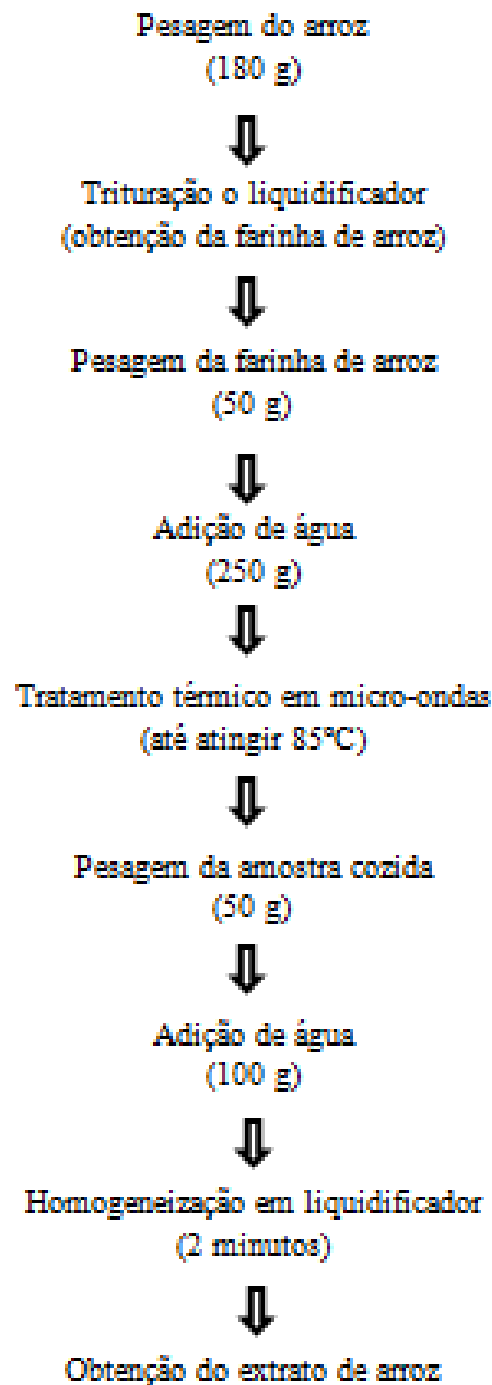 Pesagem do arroz
(180 g)
Trituração o liquidificador
(obtenção da farinha de arroz)
Pesagem da farinha de arroz
(50 g)
Adição de água
(250 g)
Tratamento térmico em micro-ondas
(até atingir 85°C)
Pesagem da amostra cozida
(50 g)
Adição de água
(100 g)
Homogeneização em liquidificador
(2 minutos)
Obtenção do extrato de arroz